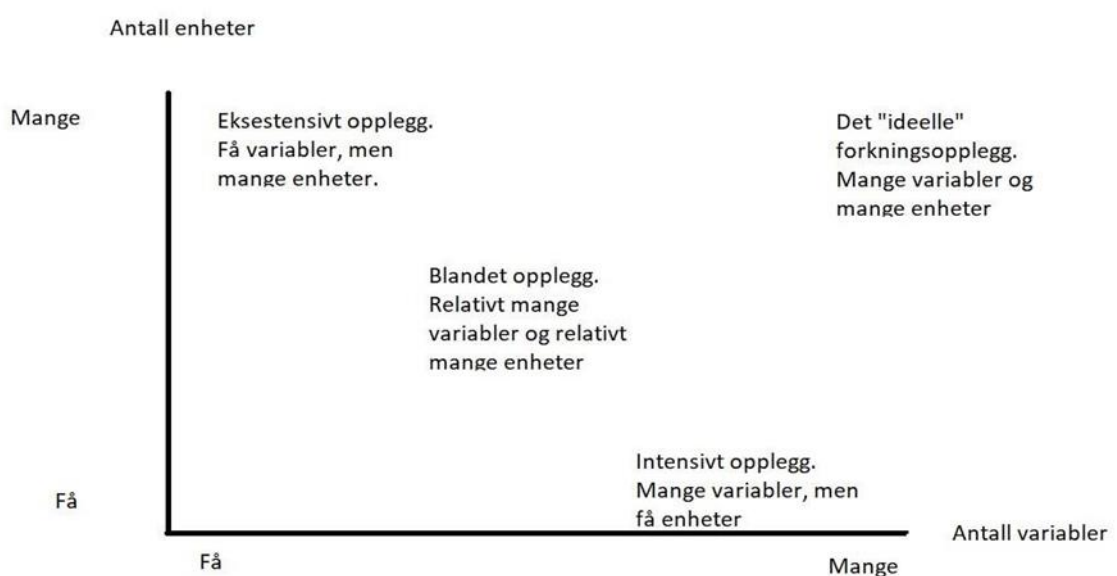 Antall enheter
Mange
Eksestensivt opplegg.
Få variabler, men
mange enheter.
Det "ideelle"
forkningsopplegg.
Mange variabler og
mange enheter
Blandet opplegg.
Relativt mange
variabler og relativt
mange enheter
Intensivt opplegg.
Mange variabler, men
få enheter
Få
Antall variabler
Få
Mange